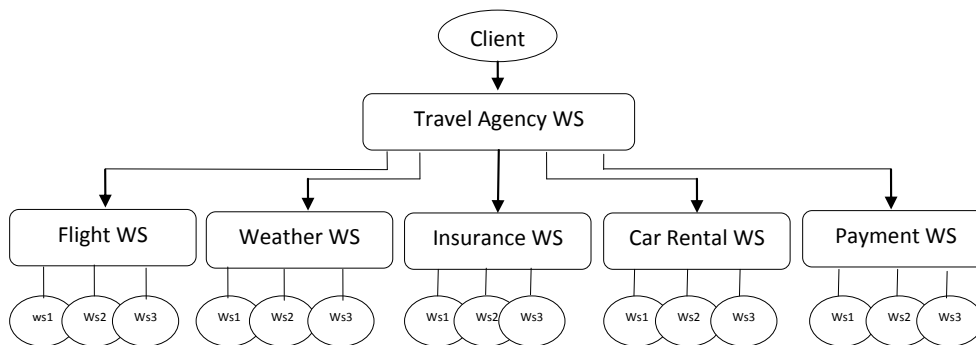 Client
Travel Agency WS
Flight WS
Weather WS
Insurance WS
Car Rental WS
Payment WS
ws1 Ws2 Ws3
Ws1 Ws2 Ws3
Ws1 Ws2 Ws3
Ws1 Ws2 Ws3
Ws1 Ws2 Ws3